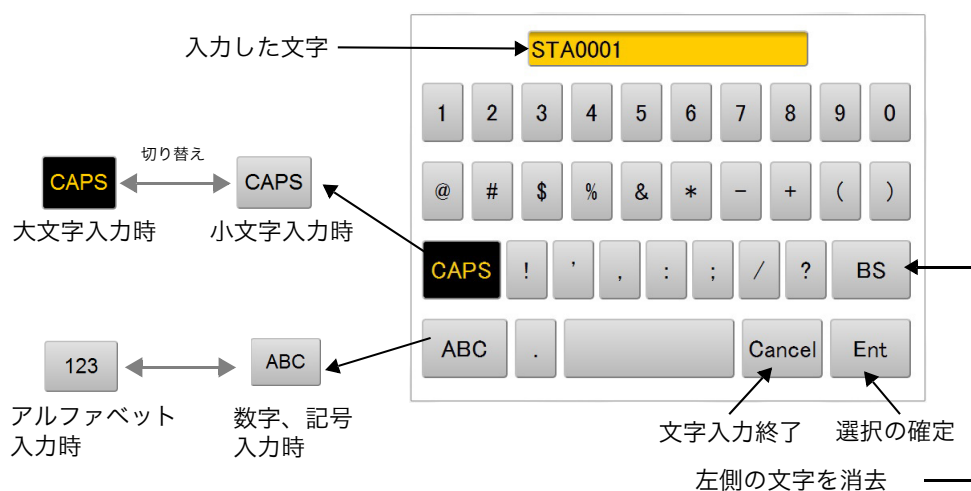 入力した文字
STA0001
1 2 3 4 5 6 7 8 9 0
@ # $ % & * − + ( )
CAPS ! ' , : ; / ? BS
ABC . Cancel Ent
切り替え
CAPS CAPS
大文字入力時 小文字入力時
123 ABC
アルファベット
入力時
数字、記号
入力時
文字入力終了 選択の確定
左側の文字を消去